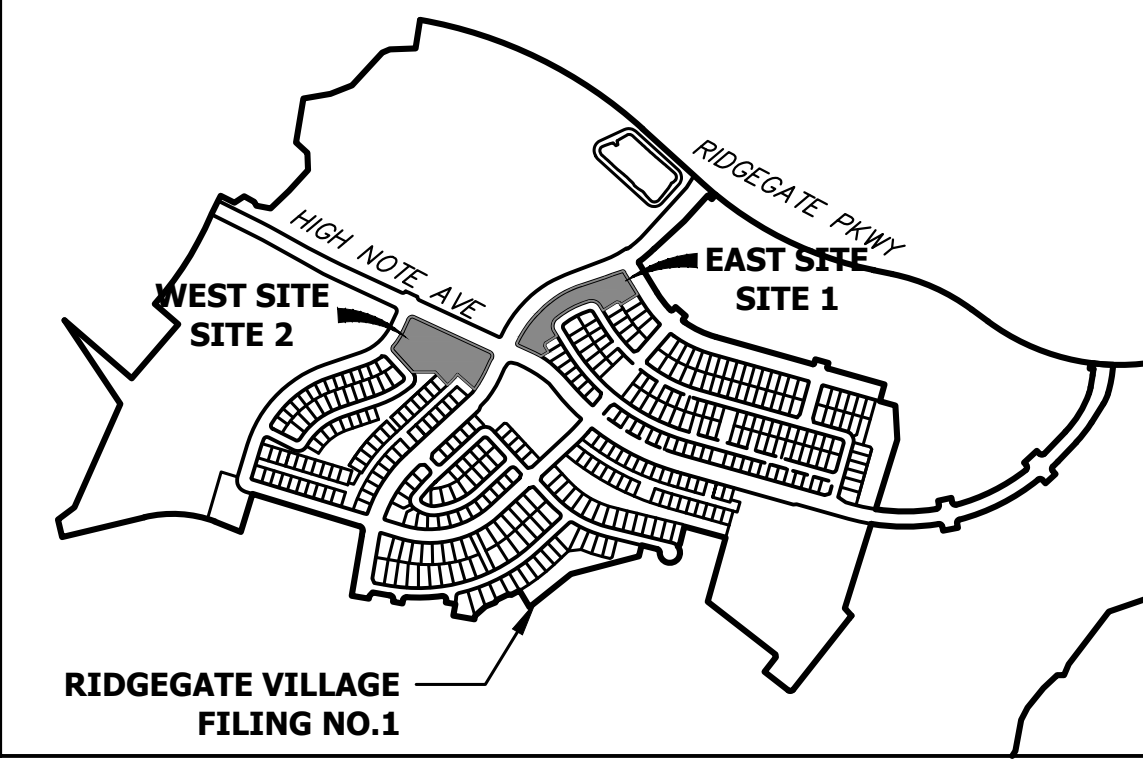 RIDGEGATE PKWY
HIGH NOTE AVE
EAST SITE
SITE 1
WEST SITE
SITE 2
RIDGEGATE VILLAGE
FILING NO.1